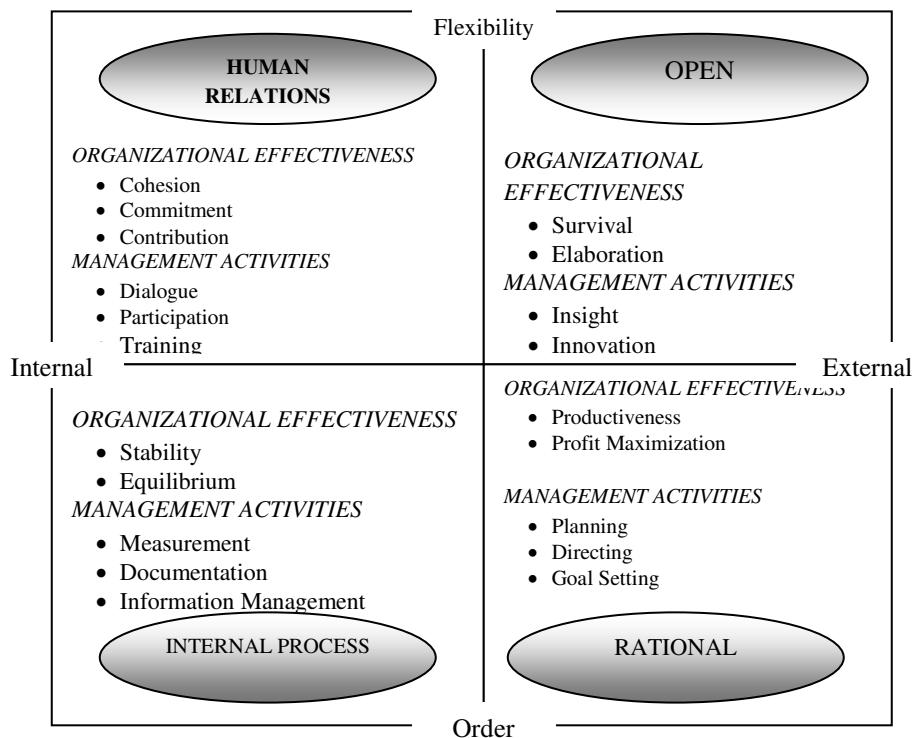 Flexibility
HUMAN
RELATIONS
ORGANIZATIONAL EFFECTIVENESS
• Cohesion
• Commitment
• Contribution
MANAGEMENT ACTIVITIES
• Dialogue
• Participation
• Training
OPEN
ORGANIZATIONAL
EFFECTIVENESS
• Survival
• Elaboration
MANAGEMENT ACTIVITIES
• Insight
• Innovation
Internal
External
ORGANIZATIONAL EFFECTIVENESS
• Stability
• Equilibrium
MANAGEMENT ACTIVITIES
• Measurement
• Documentation
• Information Management
INTERNAL PROCESS
ORGANIZATIONAL EFFECTIVENESS
• Productiveness
• Profit Maximization
MANAGEMENT ACTIVITIES
• Planning
• Directing
• Goal Setting
RATIONAL
Order